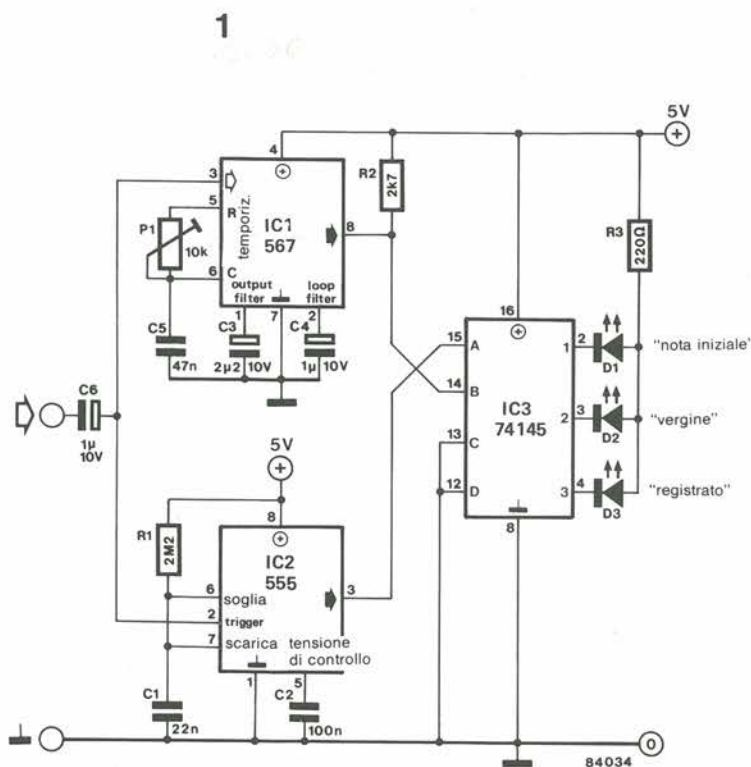 1
5V
4
3
5
R
P1
10k
6
C
temporiz.
IC1
567
8
R2
2k7
R3
220Ω
output
filter
loop
filter
1
7
2
C5
47n
C3
2µ2
10V
C4
1µ
10V
C6
1µ
10V
16
15
A
14
B
13
C
12
D
IC3
74145
1
2
D1
"nota iniziale"
2
3
D2
"vergine"
3
4
D3
"registrato"
8
5V
8
R1
2M2
IC2
555
6
soglia
2
trigger
7
scarica
tensione
di controllo
3
1
5
C1
22n
C2
100n
0
84034